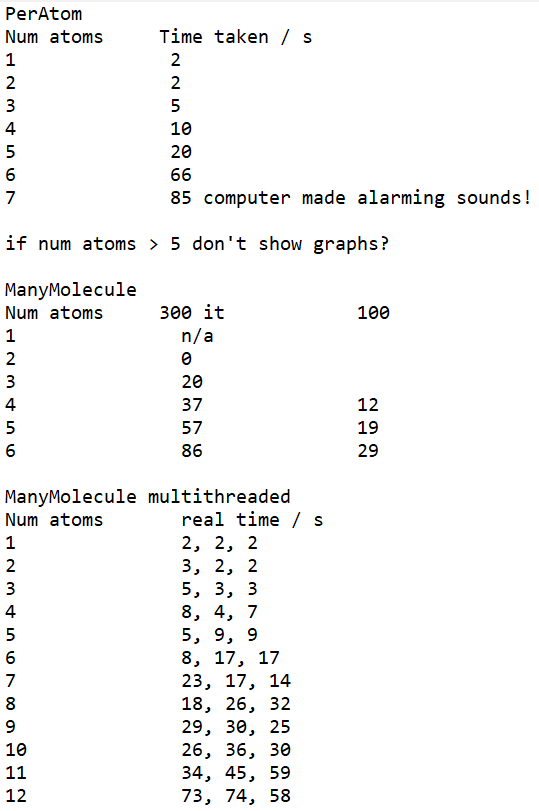 PerAtom
Num atoms     Time taken / s
1              2
2              2
3              5
4              10
5              20
6              66
7              85 computer made alarming sounds!

if num atoms > 5 don't show graphs?

ManyMolecule
Num atoms     300 it            100
1               n/a
2               0
3               20
4               37              12
5               57              19
6               86              29

ManyMolecule multithreaded
Num atoms       real time / s
1               2, 2, 2
2               3, 2, 2
3               5, 3, 3
4               8, 4, 7
5               5, 9, 9
6               8, 17, 17
7               23, 17, 14
8               18, 26, 32
9               29, 30, 25
10              26, 36, 30
11              34, 45, 59
12              73, 74, 58